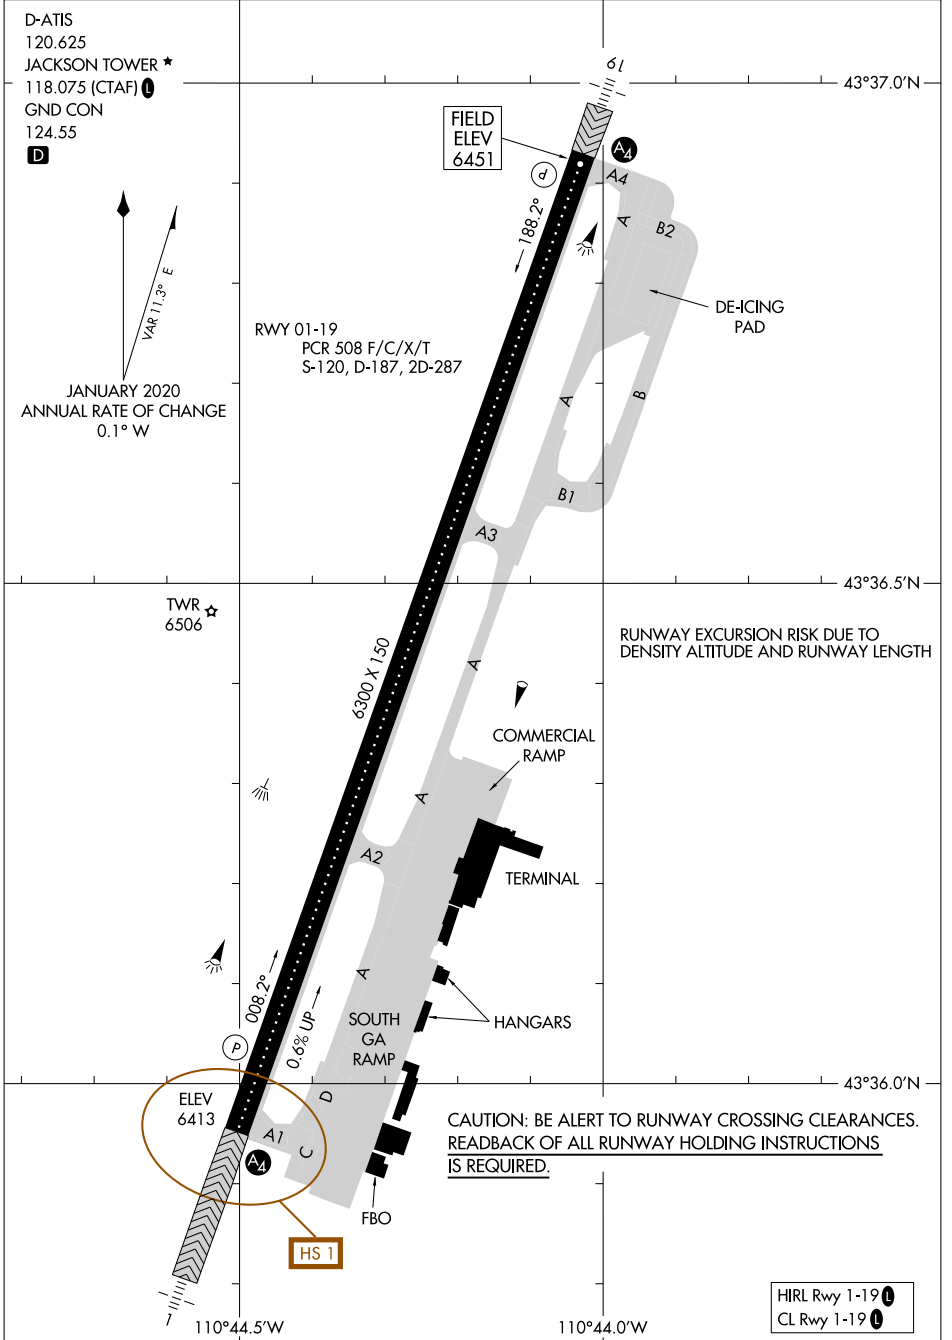 D-ATIS
120.625
JACKSON TOWER ★
118.075 (CTAF) L
GND CON
124.55
D
19
43°37.0'N
FIELD
ELEV
6451
P
A4
A4
A
B2
188.2°
VAR 11.3° E
DE-ICING
PAD
RWY 01-19
PCR 508 F/C/X/T
S-120, D-187, 2D-287
JANUARY 2020
ANNUAL RATE OF CHANGE
0.1° W
A
B
B1
A3
43°36.5'N
TWR
6506
RUNWAY EXCURSION RISK DUE TO
DENSITY ALTITUDE AND RUNWAY LENGTH
6300 X 150
A
COMMERCIAL
RAMP
A
A2
TERMINAL
A
008.2°
0.6% UP
SOUTH
GA
RAMP
HANGARS
P
43°36.0'N
ELEV
6413
D
A1
C
A4
CAUTION: BE ALERT TO RUNWAY CROSSING CLEARANCES.
READBACK OF ALL RUNWAY HOLDING INSTRUCTIONS
IS REQUIRED.
FBO
HS 1
1
110°44.5'W
110°44.0'W
HIRL Rwy 1-19 L
CL Rwy 1-19 L